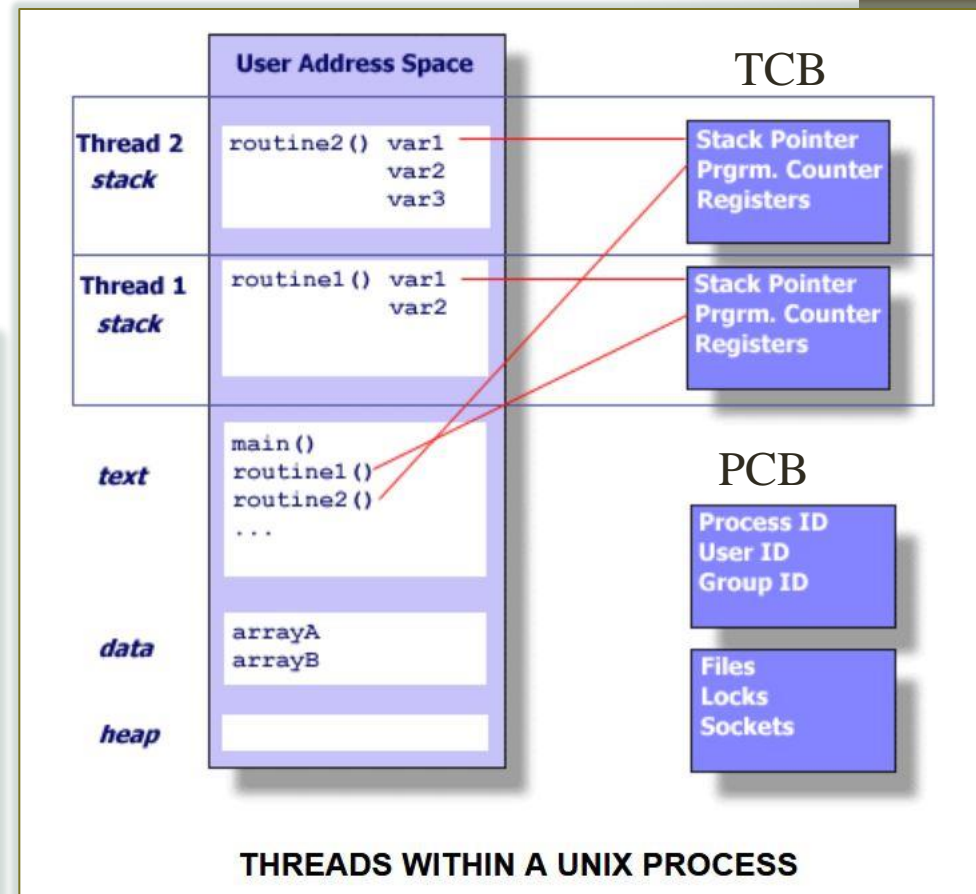 User Address Space
TCB
Thread 2
stack
routine2() var1
var2
var3
Stack Pointer
Prgrm. Counter
Registers
Thread 1
stack
routine1() var1
var2
Stack Pointer
Prgrm. Counter
Registers
text
main()
routine1()
routine2()
...
PCB
Process ID
User ID
Group ID
data
arrayA
arrayB
Files
Locks
Sockets
heap
THREADS WITHIN A UNIX PROCESS